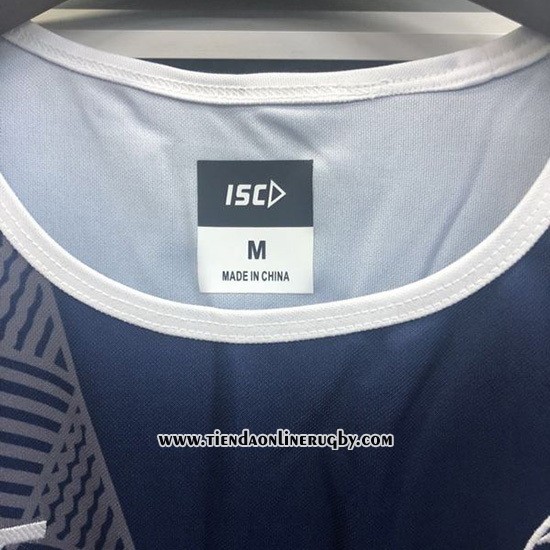 ISC
M
MADE IN CHINA
www.tiendaonlinerugby.com